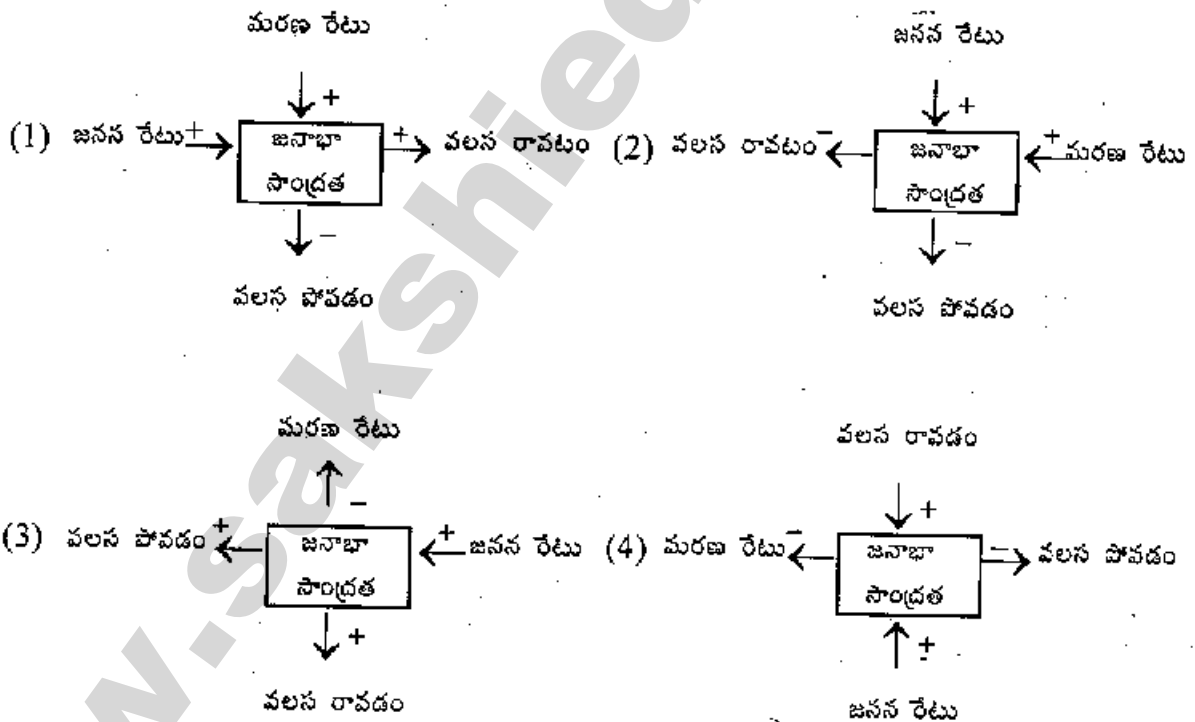 మరణ రేటు
+
(1) జనన రేటు + జనాభా సాంద్రత + వలస రావటం
–
వలస పోవడం
జనన రేటు
+
(2) వలస రావటం – జనాభా సాంద్రత + మరణ రేటు
–
వలస పోవడం
మరణ రేటు
–
(3) వలస పోవడం + జనాభా సాంద్రత + జనన రేటు
+
వలస రావడం
వలస రావడం
+
(4) మరణ రేటు – జనాభా సాంద్రత – వలస పోవడం
+
జనన రేటు